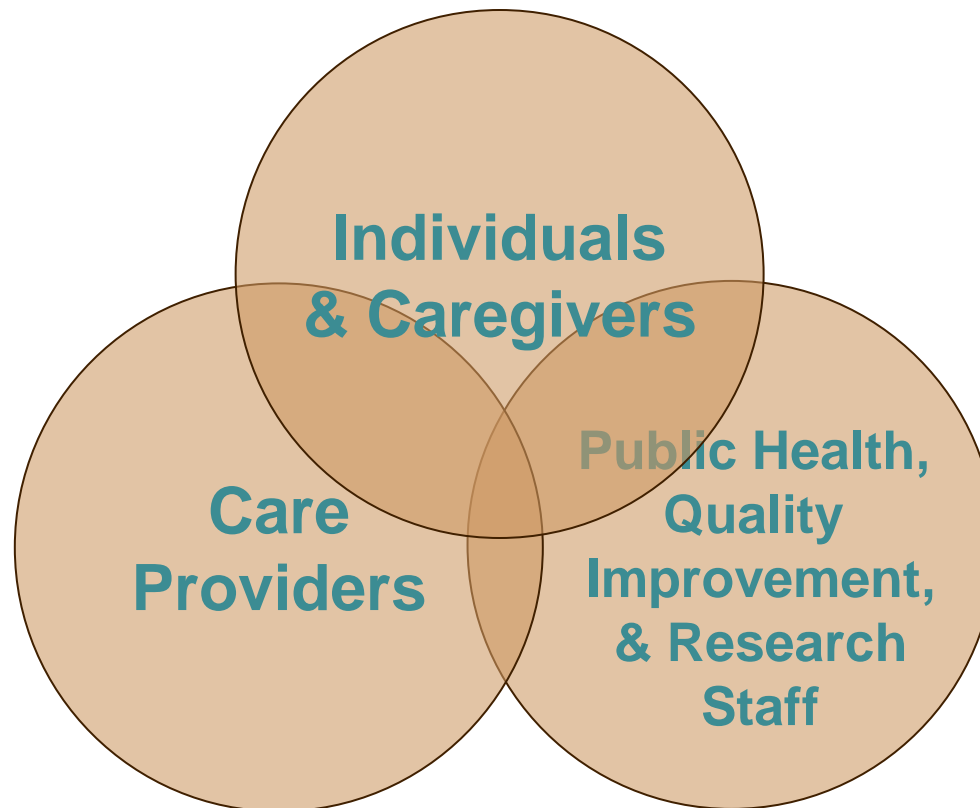 Individuals
& Caregivers
Care
Providers
Public Health,
Quality
Improvement,
& Research
Staff